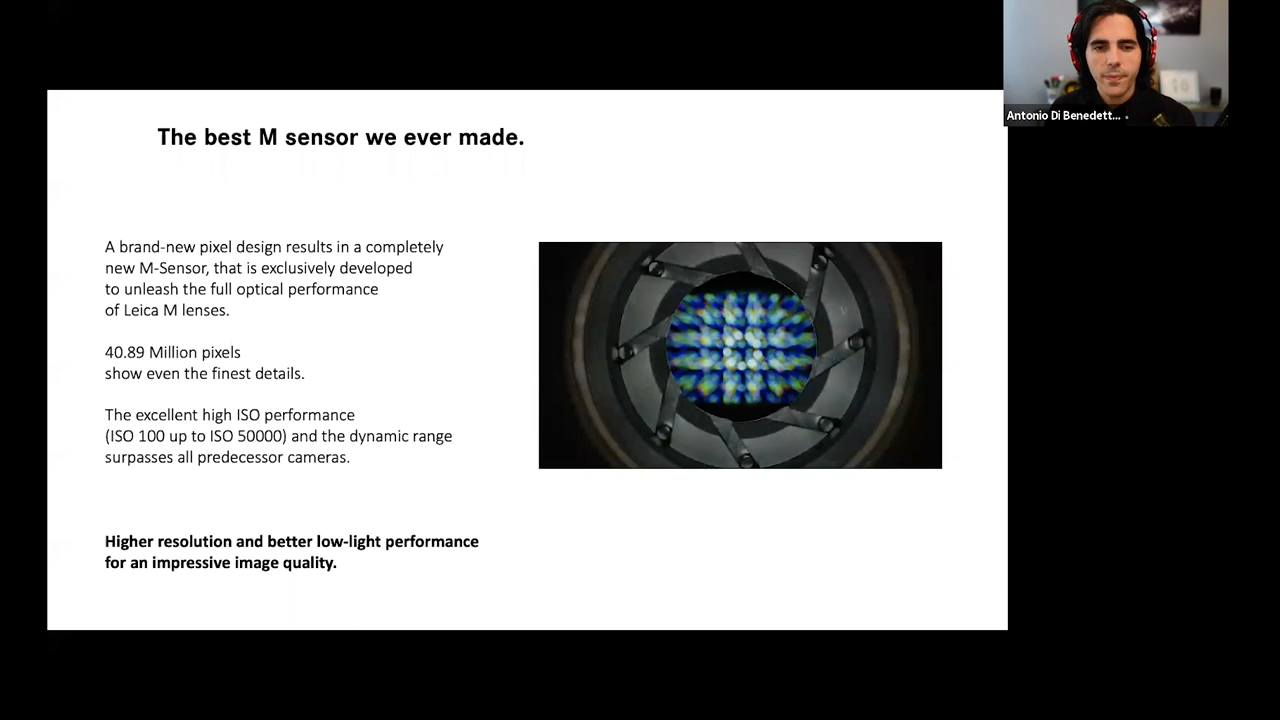 Antonio Di Benedett...
The best M sensor we ever made.
A brand-new pixel design results in a completely
new M-Sensor, that is exclusively developed
to unleash the full optical performance
of Leica M lenses.
40.89 Million pixels
show even the finest details.
The excellent high ISO performance
(ISO 100 up to ISO 50000) and the dynamic range
surpasses all predecessor cameras.
Higher resolution and better low-light performance
for an impressive image quality.